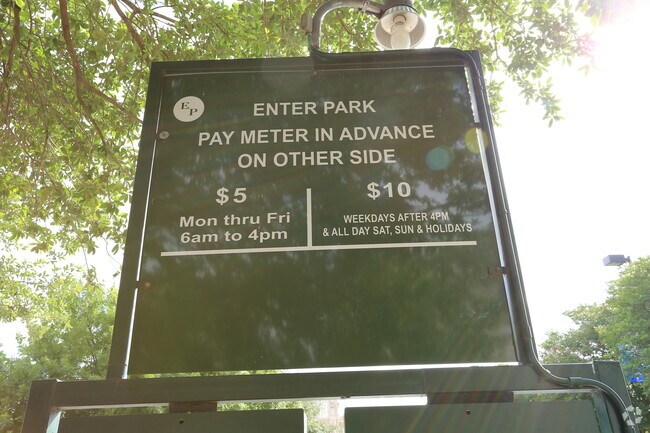 EP
ENTER PARK
PAY METER IN ADVANCE
ON OTHER SIDE
$5
Mon thru Fri
6am to 4pm
$10
WEEKDAYS AFTER 4PM
& ALL DAY SAT, SUN & HOLIDAYS